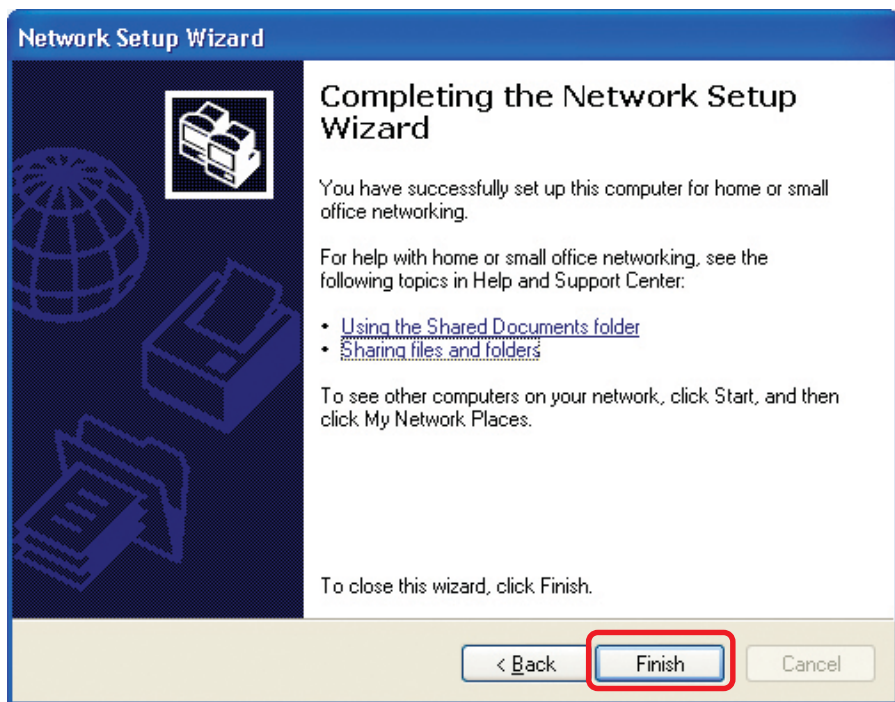 Network Setup Wizard
Completing the Network Setup
Wizard
You have successfully set up this computer for home or small
office networking.
For help with home or small office networking, see the
following topics in Help and Support Center:
• Using the Shared Documents folder
• Sharing files and folders
To see other computers on your network, click Start, and then
click My Network Places.
To close this wizard, click Finish.
< Back Finish Cancel